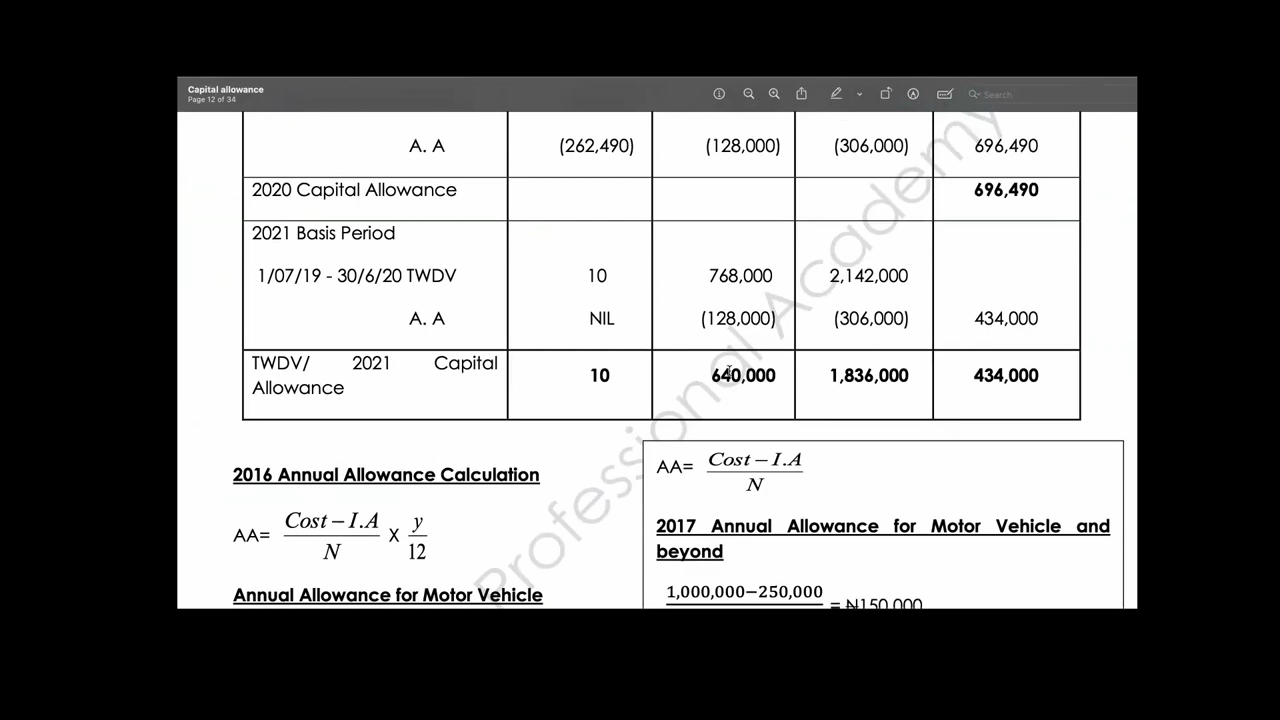 Capital allowance
Page 12 of 34
Search
A. A (262,490) (128,000) (306,000) 696,490
2020 Capital Allowance 696,490
2021 Basis Period
1/07/19 - 30/6/20 TWDV 10 768,000 2,142,000
A. A NIL (128,000) (306,000) 434,000
TWDV/ 2021 Capital
Allowance 10 640,000 1,836,000 434,000
2016 Annual Allowance Calculation
AA= Cost – I.A / N X y / 12
Annual Allowance for Motor Vehicle
AA= Cost – I.A / N
2017 Annual Allowance for Motor Vehicle and
beyond
1,000,000−250,000
= ₦150,000
Professional Academy